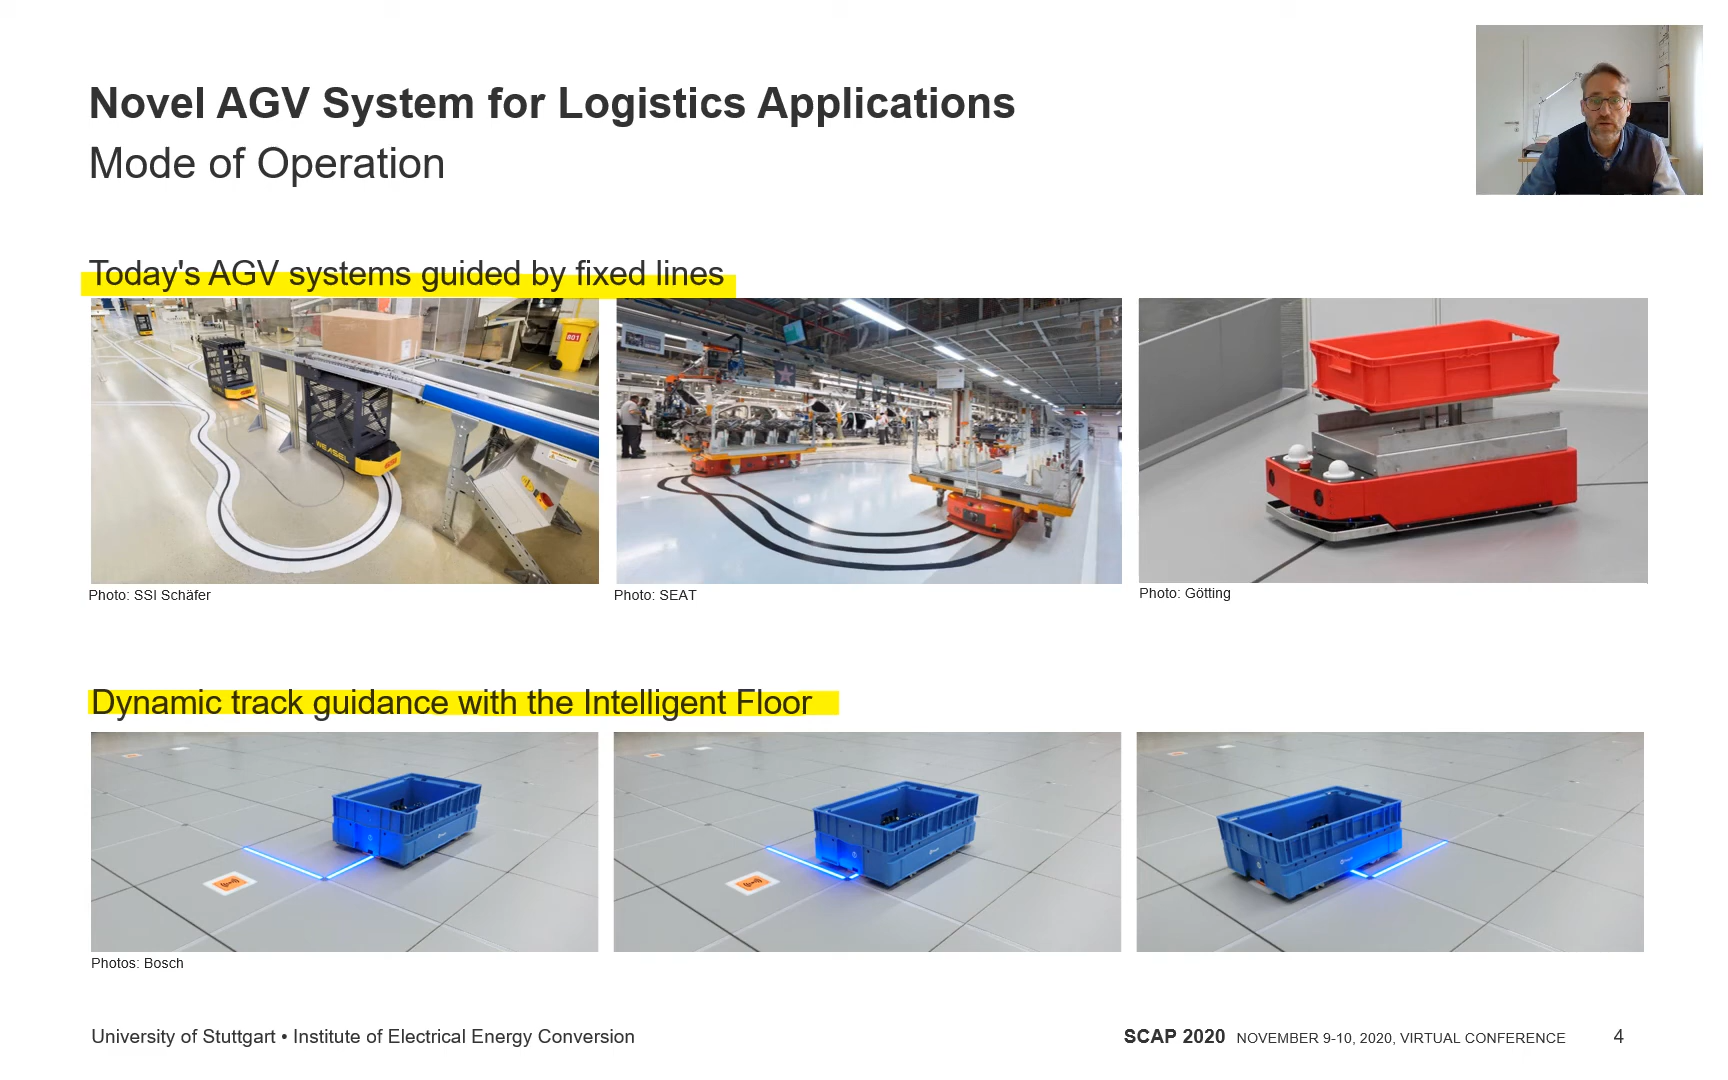 Novel AGV System for Logistics Applications
Mode of Operation
Today's AGV systems guided by fixed lines
801
WEASEL
Photo: SSI Schäfer
Photo: SEAT
Photo: Götting
Dynamic track guidance with the Intelligent Floor
Photos: Bosch
University of Stuttgart • Institute of Electrical Energy Conversion
SCAP 2020 NOVEMBER 9-10, 2020, VIRTUAL CONFERENCE 4